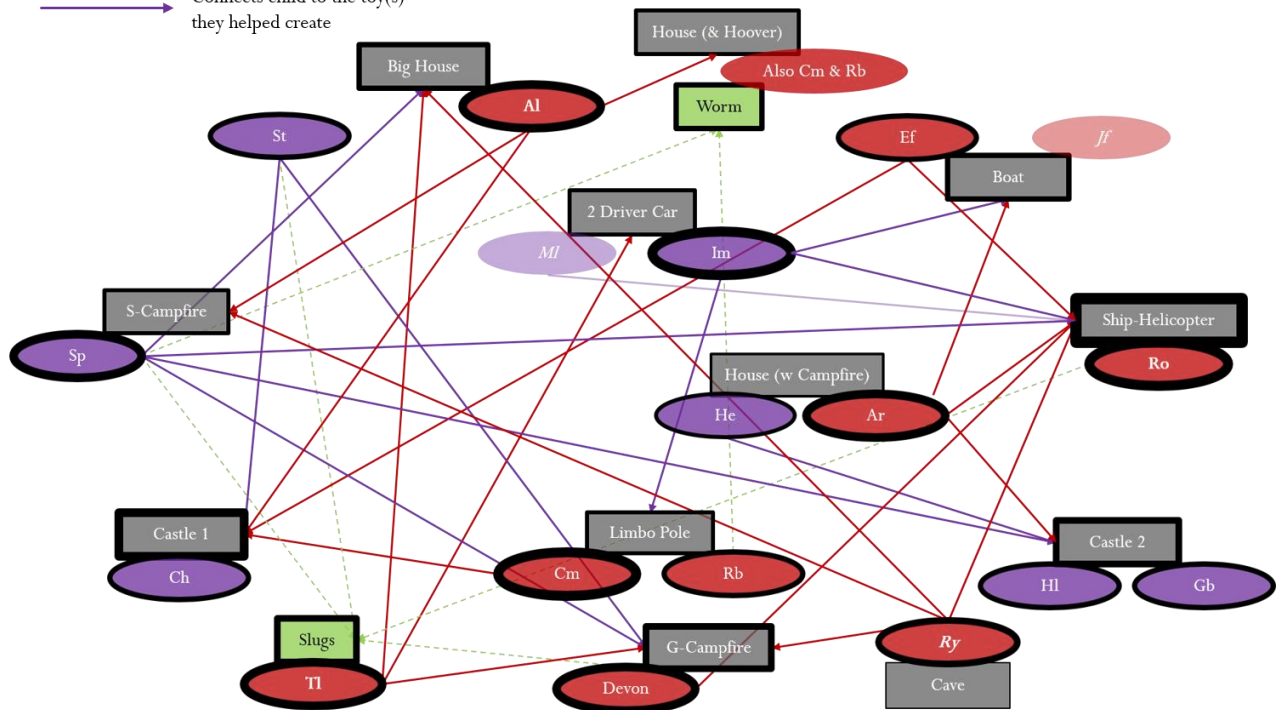 they helped create
House (& Hoover)
Big House
Also Cm & Rb
Al
Worm
St
Ef
Jf
Boat
2 Driver Car
Ml
Im
S-Campfire
Ship-Helicopter
Sp
Ro
House (w Campfire)
He
Ar
Castle 1
Limbo Pole
Castle 2
Ch
Cm
Rb
Hl
Gb
Slugs
G-Campfire
Ry
Tl
Devon
Cave